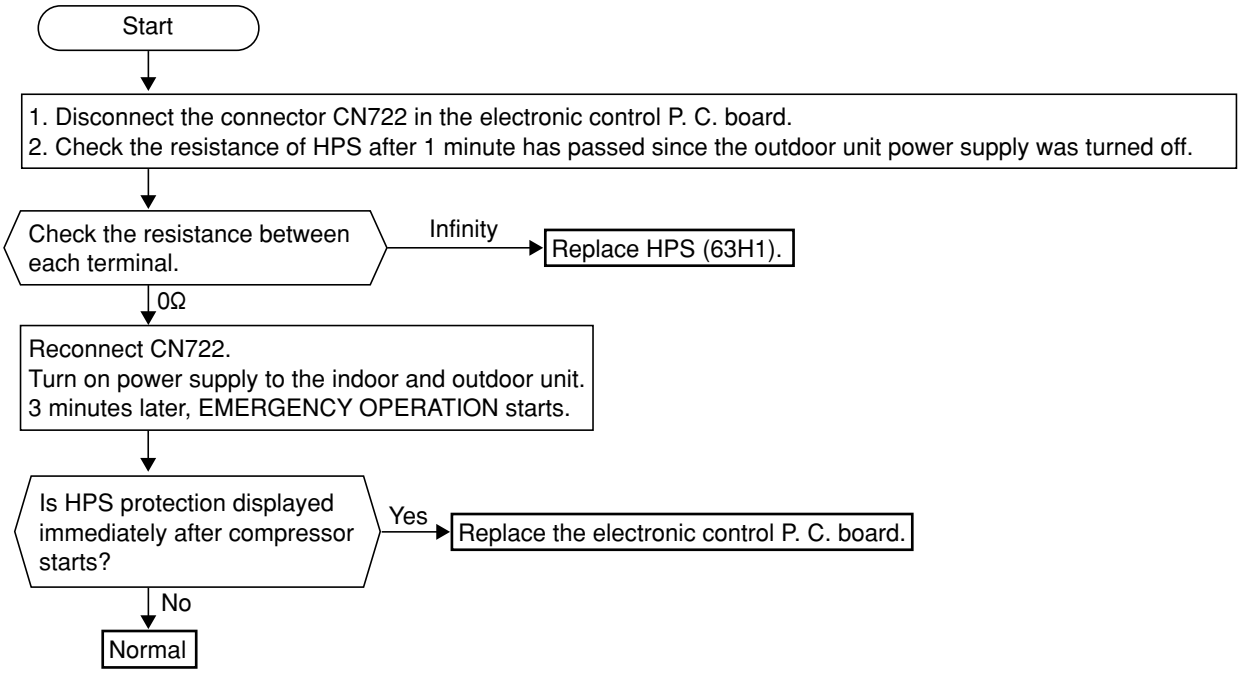 Start
1. Disconnect the connector CN722 in the electronic control P. C. board.
2. Check the resistance of HPS after 1 minute has passed since the outdoor unit power supply was turned off.
Check the resistance between
each terminal.
Infinity
Replace HPS (63H1).
0Ω
Reconnect CN722.
Turn on power supply to the indoor and outdoor unit.
3 minutes later, EMERGENCY OPERATION starts.
Is HPS protection displayed
immediately after compressor
starts?
Yes
Replace the electronic control P. C. board.
No
Normal